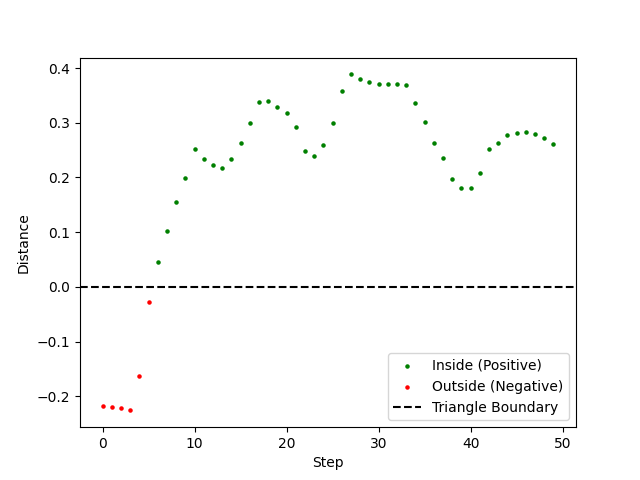 0.4
0.3
0.2
0.1
0.0
−0.1
−0.2
Distance
Inside (Positive)
Outside (Negative)
Triangle Boundary
0 10 20 30 40 50
Step